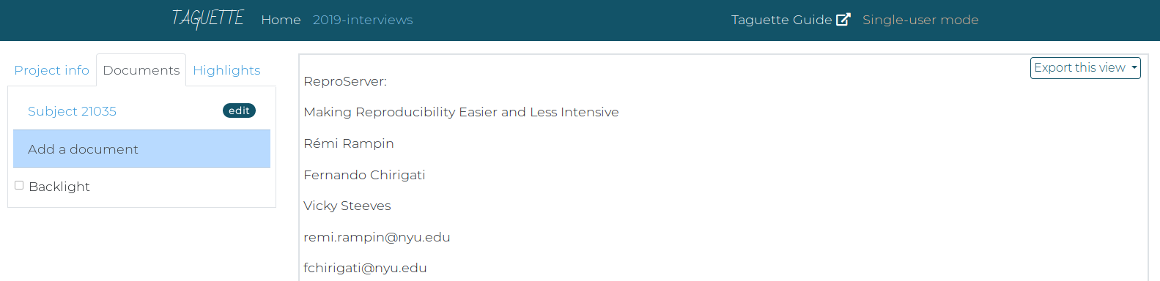 TAGUETTE Home 2019-interviews Taguette Guide Single-user mode
Project info Documents Highlights
Subject 21035 edit
Add a document
Backlight
Export this view
ReproServer:
Making Reproducibility Easier and Less Intensive
Rémi Rampin
Fernando Chirigati
Vicky Steeves
remi.rampin@nyu.edu
fchirigati@nyu.edu